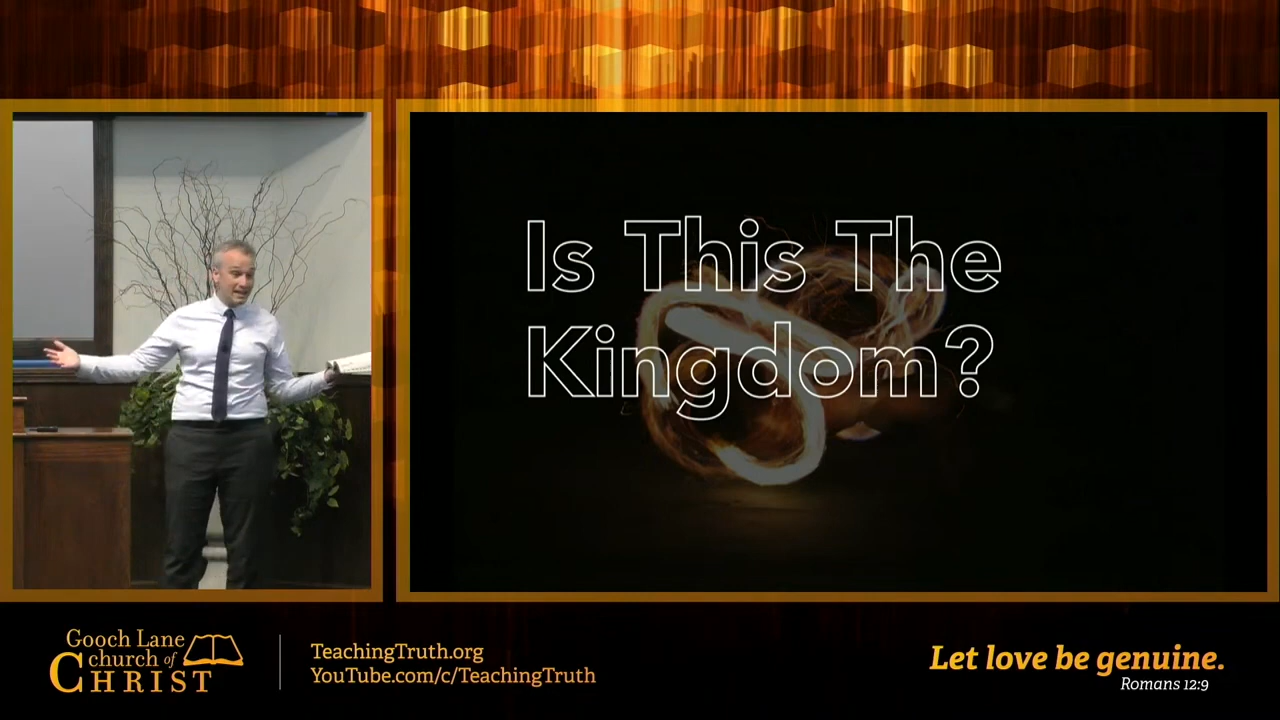 Is This The
Kingdom?
Gooch Lane
church of
CHRIST
TeachingTruth.org
YouTube.com/c/TeachingTruth
Let love be genuine.
Romans 12:9